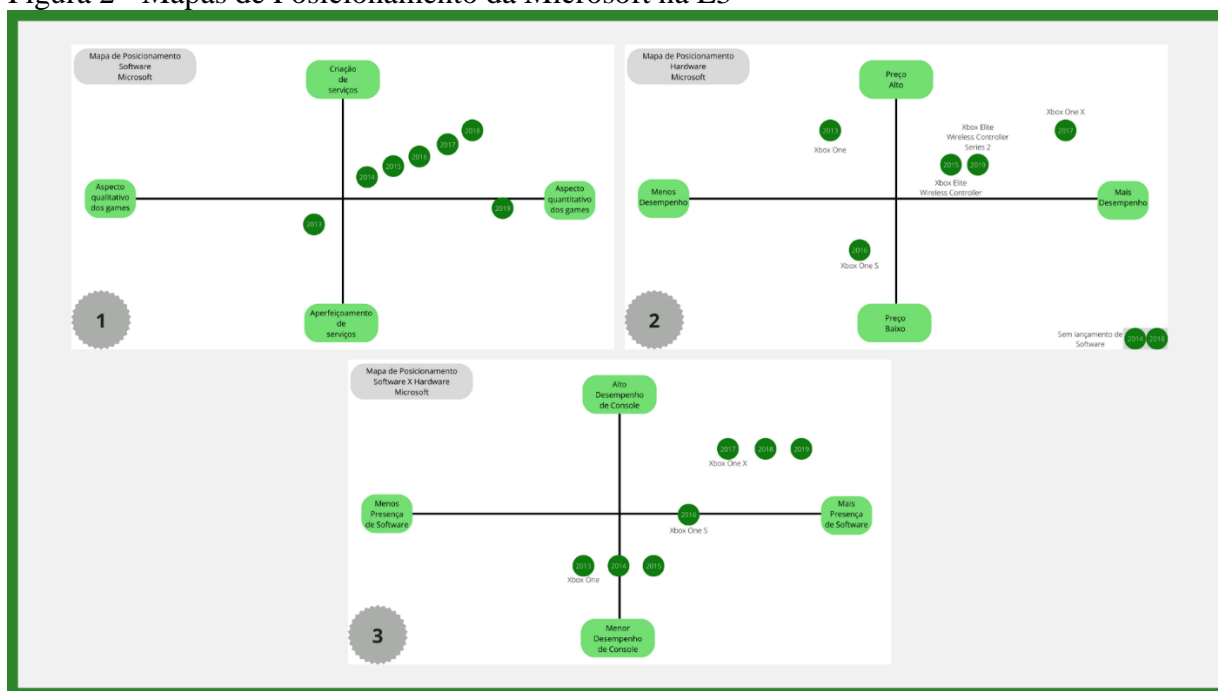 Figura 2 - Mapas de Posicionamento da Microsoft na E3
Mapa de Posicionamento
Software
Microsoft
Criação
de
serviços
2018
2017
2016
2015
2014
Aspecto
qualitativo
dos games
Aspecto
quantitativo
dos games
2019
2013
Aperfeiçoamento
de
serviços
1
Mapa de Posicionamento
Hardware
Microsoft
Preço
Alto
2013
Xbox One
Xbox Elite
Wireless Controller
Series 2
Xbox One X
2017
2015
2019
Xbox Elite
Wireless Controller
Menos
Desempenho
Mais
Desempenho
2016
Xbox One S
Preço
Baixo
2
Sem lançamento de
Software
2014
2018
Mapa de Posicionamento
Software X Hardware
Microsoft
Alto
Desempenho
de Console
2017
2018
2019
Xbox One X
Menos
Presença
de Software
2016
Xbox One S
Mais
Presença
de Software
2013
2014
2015
Xbox One
Menor
Desempenho
de Console
3